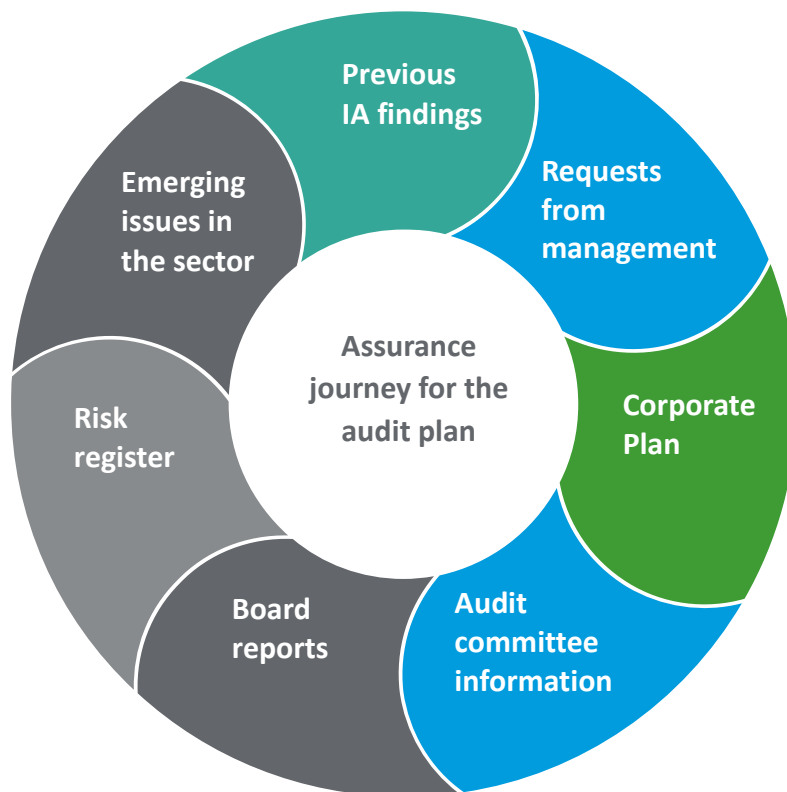 Previous
IA findings
Requests
from
management
Corporate
Plan
Audit
committee
information
Board
reports
Risk
register
Emerging
issues in
the sector
Assurance
journey for the
audit plan